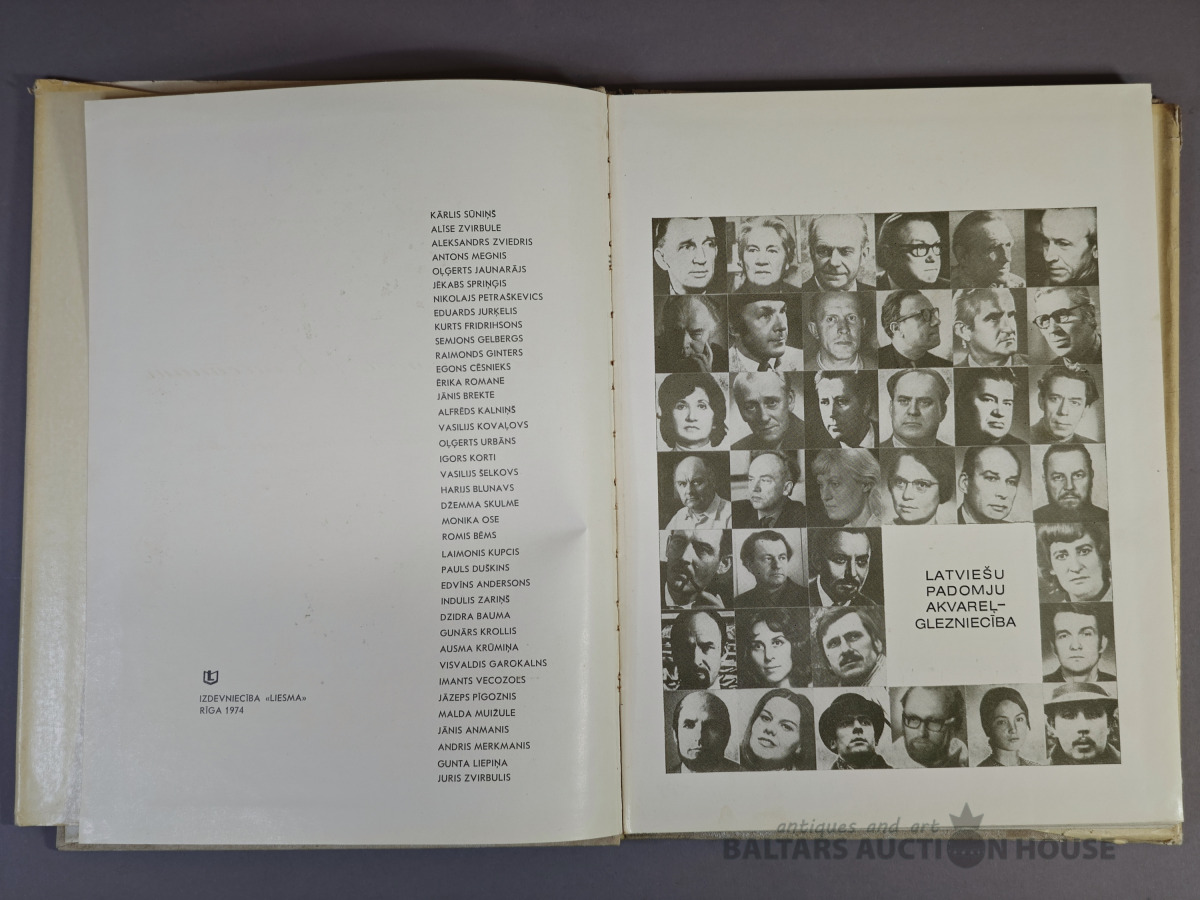 KĀRLIS SŪNIŅŠ
ALĪSE ZVIRBULE
ALEKSANDRS ZVIEDRIS
ANTONS MEGNIS
OĻĢERTS JAUNARĀJS
JĒKABS SPRIŅĢIS
NIKOLAJS PETRAŠKEVICS
EDUARDS JURĶELIS
KURTS FRIDRIHSONS
SEMJONS GELBERGS
RAIMONDS GINTERS
EGONS CĒSNIEKS
ĒRIKA ROMANE
JĀNIS BREKTE
ALFRĒDS KALNIŅŠ
VASILIJS KOVAĻOVS
OĻĢERTS URBĀNS
IGORS KORTI
VASILIJS ŠELKOVS
HARIJS BLUNAVS
DŽEMMA SKULME
MONIKA OSE
ROMIS BĒMS
LAIMONIS KUPCIS
PAULS DUŠKINS
EDVĪNS ANDERSONS
INDULIS ZARIŅŠ
DZIDRA BAUMA
GUNĀRS KROLLIS
AUSMA KRŪMIŅA
VISVALDIS GAROKALNS
IMANTS VECOZOLS
JĀZEPS PĪGOZNIS
MALDA MUIŽULE
JĀNIS ANMANIS
ANDRIS MERKMANIS
GUNTA LIEPIŅA
JURIS ZVIRBULIS
IZDEVNIECĪBA «LIESMA»
RĪGA 1974
LATVIEŠU
PADOMJU
AKVAREĻ–
GLEZNIECĪBA
antiques and art
BALTARS AUCTION HOUSE